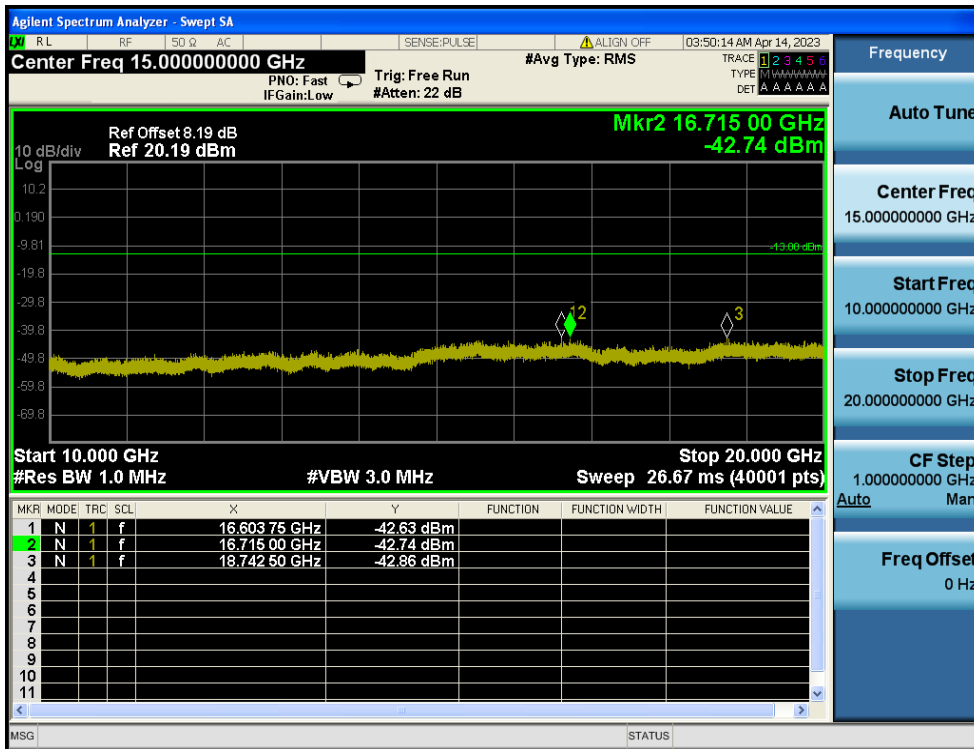 Agilent Spectrum Analyzer - Swept SA
LXI RL RF 50 Ω AC SENSE:PULSE ALIGN OFF 03:50:14 AM Apr 14, 2023
Center Freq 15.000000000 GHz
#Avg Type: RMS
TRACE 1 2 3 4 5 6
PNO: Fast Trig: Free Run
TYPE M W W W W W
IFGain:Low #Atten: 22 dB
DET A A A A A A
Mkr2 16.715 00 GHz
Ref Offset 8.19 dB
-42.74 dBm
10 dB/div Ref 20.19 dBm
Log
10.2
0.190
-9.81
-13.00 dBm
-19.8
-29.8
12
3
-39.8
-49.8
-59.8
-69.8
Start 10.000 GHz Stop 20.000 GHz
#Res BW 1.0 MHz #VBW 3.0 MHz Sweep 26.67 ms (40001 pts)
MKR MODE TRC SCL X Y FUNCTION FUNCTION WIDTH FUNCTION VALUE
1 N 1 f 16.603 75 GHz -42.63 dBm
2 N 1 f 16.715 00 GHz -42.74 dBm
3 N 1 f 18.742 50 GHz -42.86 dBm
4
5
6
7
8
9
10
11
MSG STATUS
Frequency
Auto Tune
Center Freq
15.000000000 GHz
Start Freq
10.000000000 GHz
Stop Freq
20.000000000 GHz
CF Step
1.000000000 GHz
Auto Man
Freq Offset
0 Hz